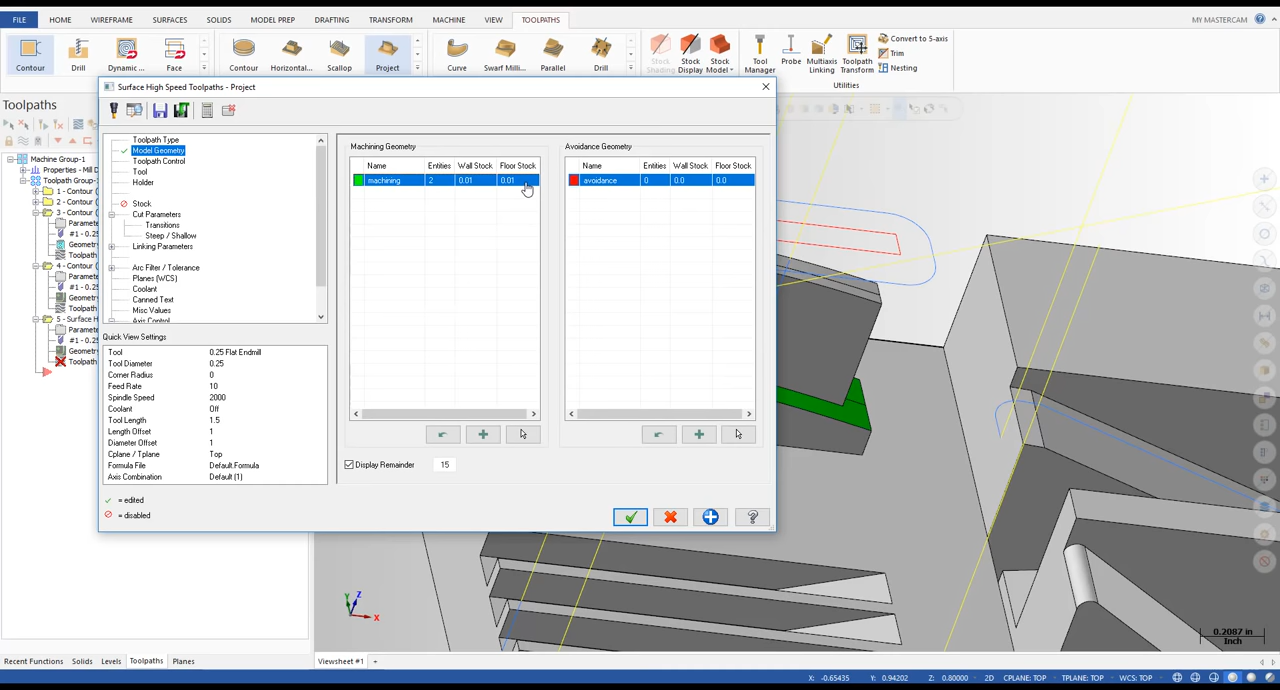 FILE HOME WIREFRAME SURFACES SOLIDS MODEL PREP DRAFTING TRANSFORM MACHINE VIEW TOOLPATHS MY MASTERCAM
Contour Drill Dynamic ... Face Contour Horizontal... Scallop Project Curve Swarf Milli... Parallel Drill Stock Shading Stock Display Stock Model Tool Manager Probe Multiaxis Linking Toolpath Transform Convert to 5-axis
Trim
Nesting
Utilities
Surface High Speed Toolpaths - Project
Toolpaths
Machine Group-1
Properties - Mill D
Toolpath Group-
1 - Contour (
2 - Contour (
3 - Contour (
Parameter
#1 - 0.25
Geometry
Toolpath
4 - Contour (
Parameter
#1 - 0.25
Geometry
Toolpath
5 - Surface H
Parameter
#1 - 0.25
Geometry
Toolpath
Toolpath Type
Model Geometry
Toolpath Control
Tool
Holder
Stock
Cut Parameters
Transitions
Steep / Shallow
Linking Parameters
Arc Filter / Tolerance
Planes (WCS)
Coolant
Canned Text
Misc Values
Axis Control
Quick View Settings
Tool 0.25 Flat Endmill
Tool Diameter 0.25
Corner Radius 0
Feed Rate 10
Spindle Speed 2000
Coolant Off
Tool Length 1.5
Length Offset 1
Diameter Offset 1
Cplane / Tplane Top
Formula File Default.Formula
Axis Combination Default (1)
= edited
= disabled
Machining Geometry
Name Entities Wall Stock Floor Stock
machining 2 0.01 0.01
Display Remainder 15
Avoidance Geometry
Name Entities Wall Stock Floor Stock
avoidance 0 0.0 0.0
Y Z X
0.2087 in
Inch
Recent Functions Solids Levels Toolpaths Planes Viewsheet #1 +
X: -0.65435 Y: 0.94202 Z: 0.80000 2D CPLANE: TOP TPLANE: TOP WCS: TOP